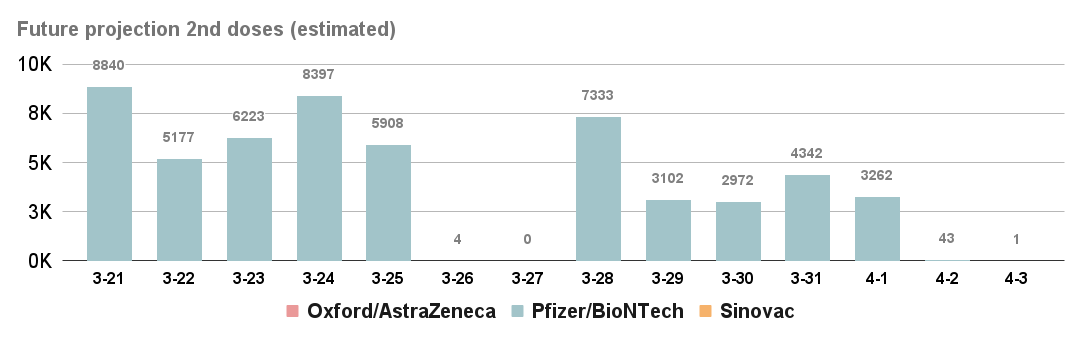 Future projection 2nd doses (estimated)
10K
8K
5K
3K
0K
8840
5177
6223
8397
5908
4
0
7333
3102
2972
4342
3262
43
1
3-21 3-22 3-23 3-24 3-25 3-26 3-27 3-28 3-29 3-30 3-31 4-1 4-2 4-3
Oxford/AstraZeneca Pfizer/BioNTech Sinovac